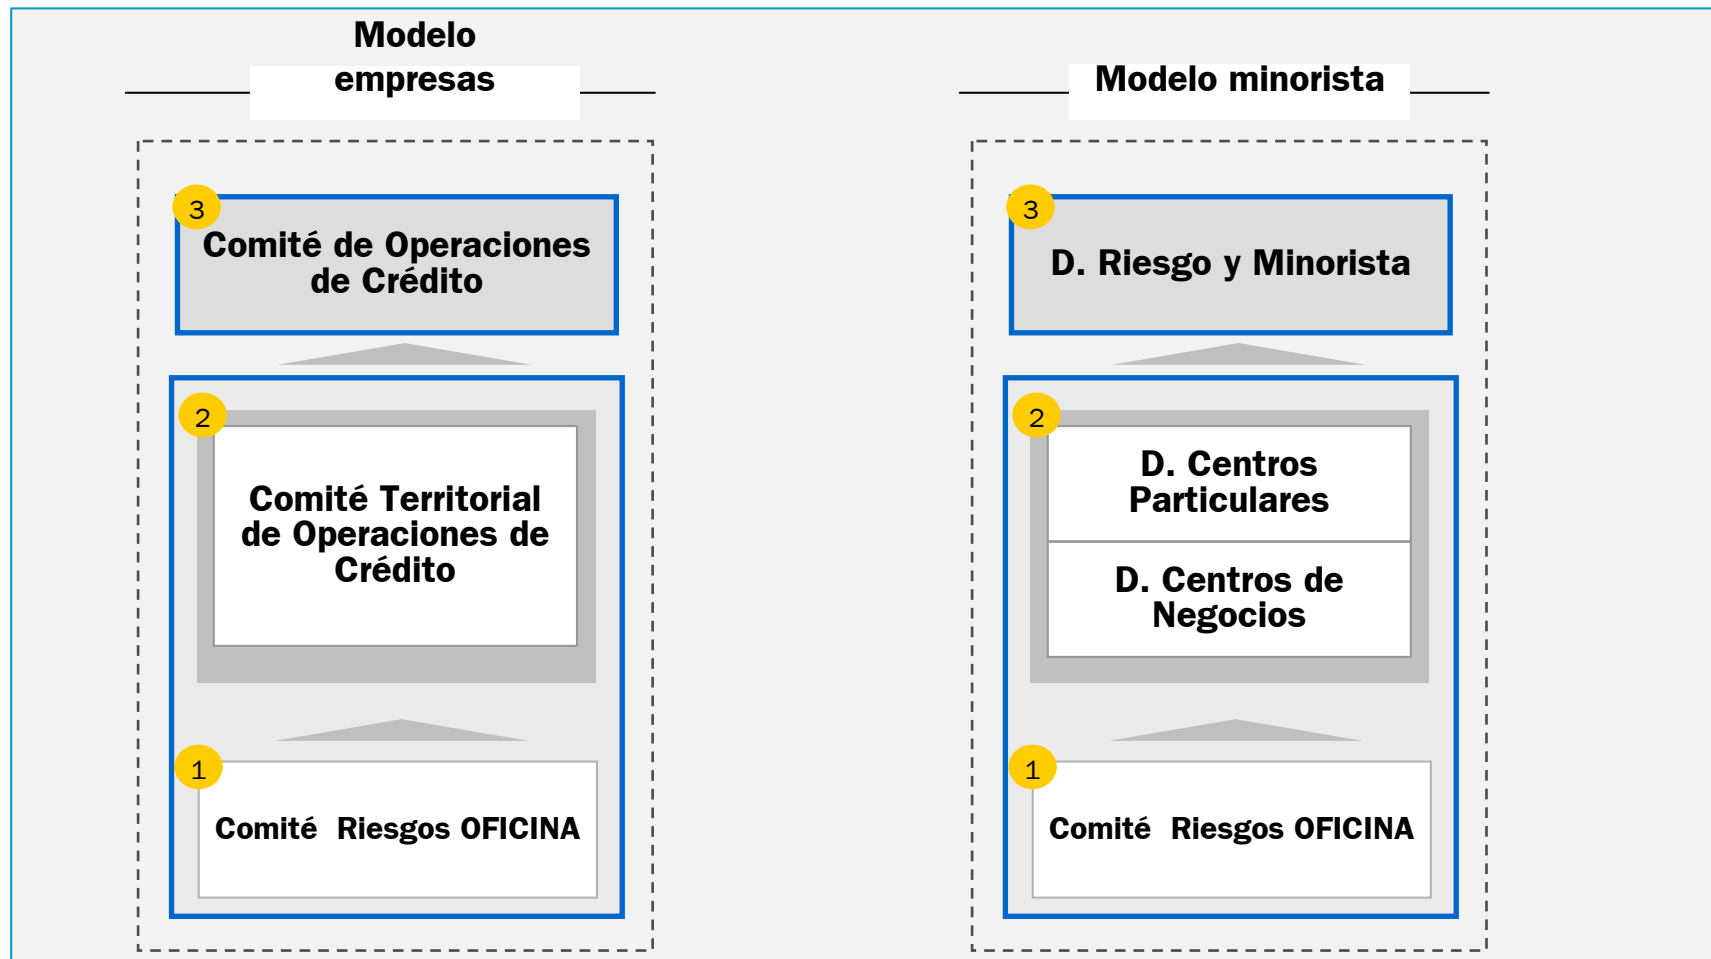 Modelo
empresas
3
Comité de Operaciones
de Crédito
2
Comité Territorial
de Operaciones de
Crédito
1
Comité Riesgos OFICINA
Modelo minorista
3
D. Riesgo y Minorista
2
D. Centros
Particulares
D. Centros de
Negocios
1
Comité Riesgos OFICINA